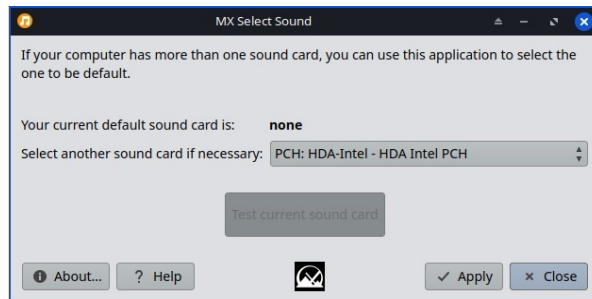 MX Select Sound
If your computer has more than one sound card, you can use this application to select the
one to be default.
Your current default sound card is: none
Select another sound card if necessary: PCH: HDA-Intel - HDA Intel PCH
Test current sound card
About... ? Help Apply Close